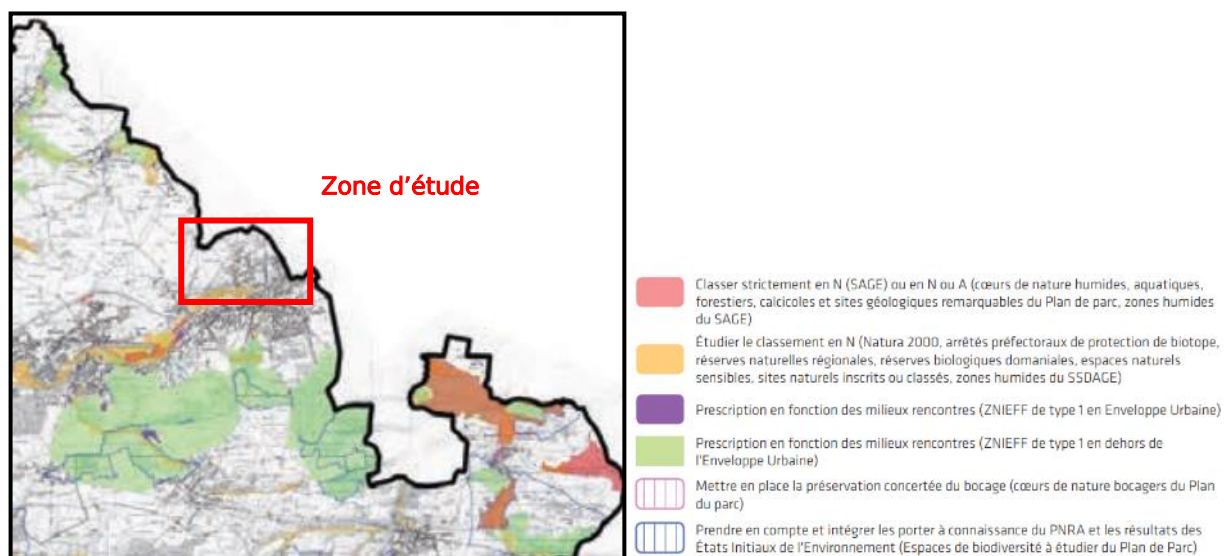 Zone d'étude
Classer strictement en N (SAGE) ou en N ou A (cœurs de nature humides, aquatiques,
forestiers, calcicoles et sites géologiques remarquables du Plan de parc, zones humides
du SAGE)
Étudier le classement en N (Natura 2000, arrêtés préfectoraux de protection de biotope,
réserves naturelles régionales, réserves biologiques domaniales, espaces naturels
sensibles, sites naturels inscrits ou classés, zones humides du SSDAGE)
Prescription en fonction des milieux rencontres (ZNIEFF de type 1 en Enveloppe Urbaine)
Prescription en fonction des milieux rencontres (ZNIEFF de type 1 en dehors de
l'Enveloppe Urbaine)
Mettre en place la préservation concertée du bocage (cœurs de nature bocagers du Plan
du parc)
Prendre en compte et intégrer les porter à connaissance du PNRA et les résultats des
États Initiaux de l'Environnement (Espaces de biodiversité à étudier du Plan de Parc)